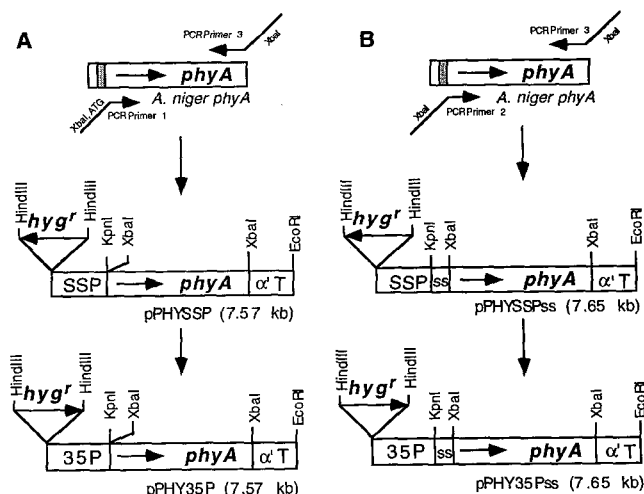 A
PCR Primer 3
XbaI
phyA
A. niger phyA
XbaI, ATG
PCR Primer 1
HindIII
hygr
HindIII
KpnI
XbaI
XbaI
EcoRI
SSP
phyA
α' T
pPHYSSP (7.57 kb)
HindIII
hygr
HindIII
KpnI
XbaI
XbaI
EcoRI
35P
phyA
α' T
pPHY35P (7.57 kb)
B
PCR Primer 3
XbaI
phyA
A. niger phyA
XbaI
PCR Primer 2
HindIII
hygr
HindIII
KpnI
XbaI
XbaI
EcoRI
SSP
ss
phyA
α' T
pPHYSSPss (7.65 kb)
HindIII
hygr
HindIII
KpnI
XbaI
XbaI
EcoRI
35P
ss
phyA
α' T
pPHY35Pss (7.65 kb)